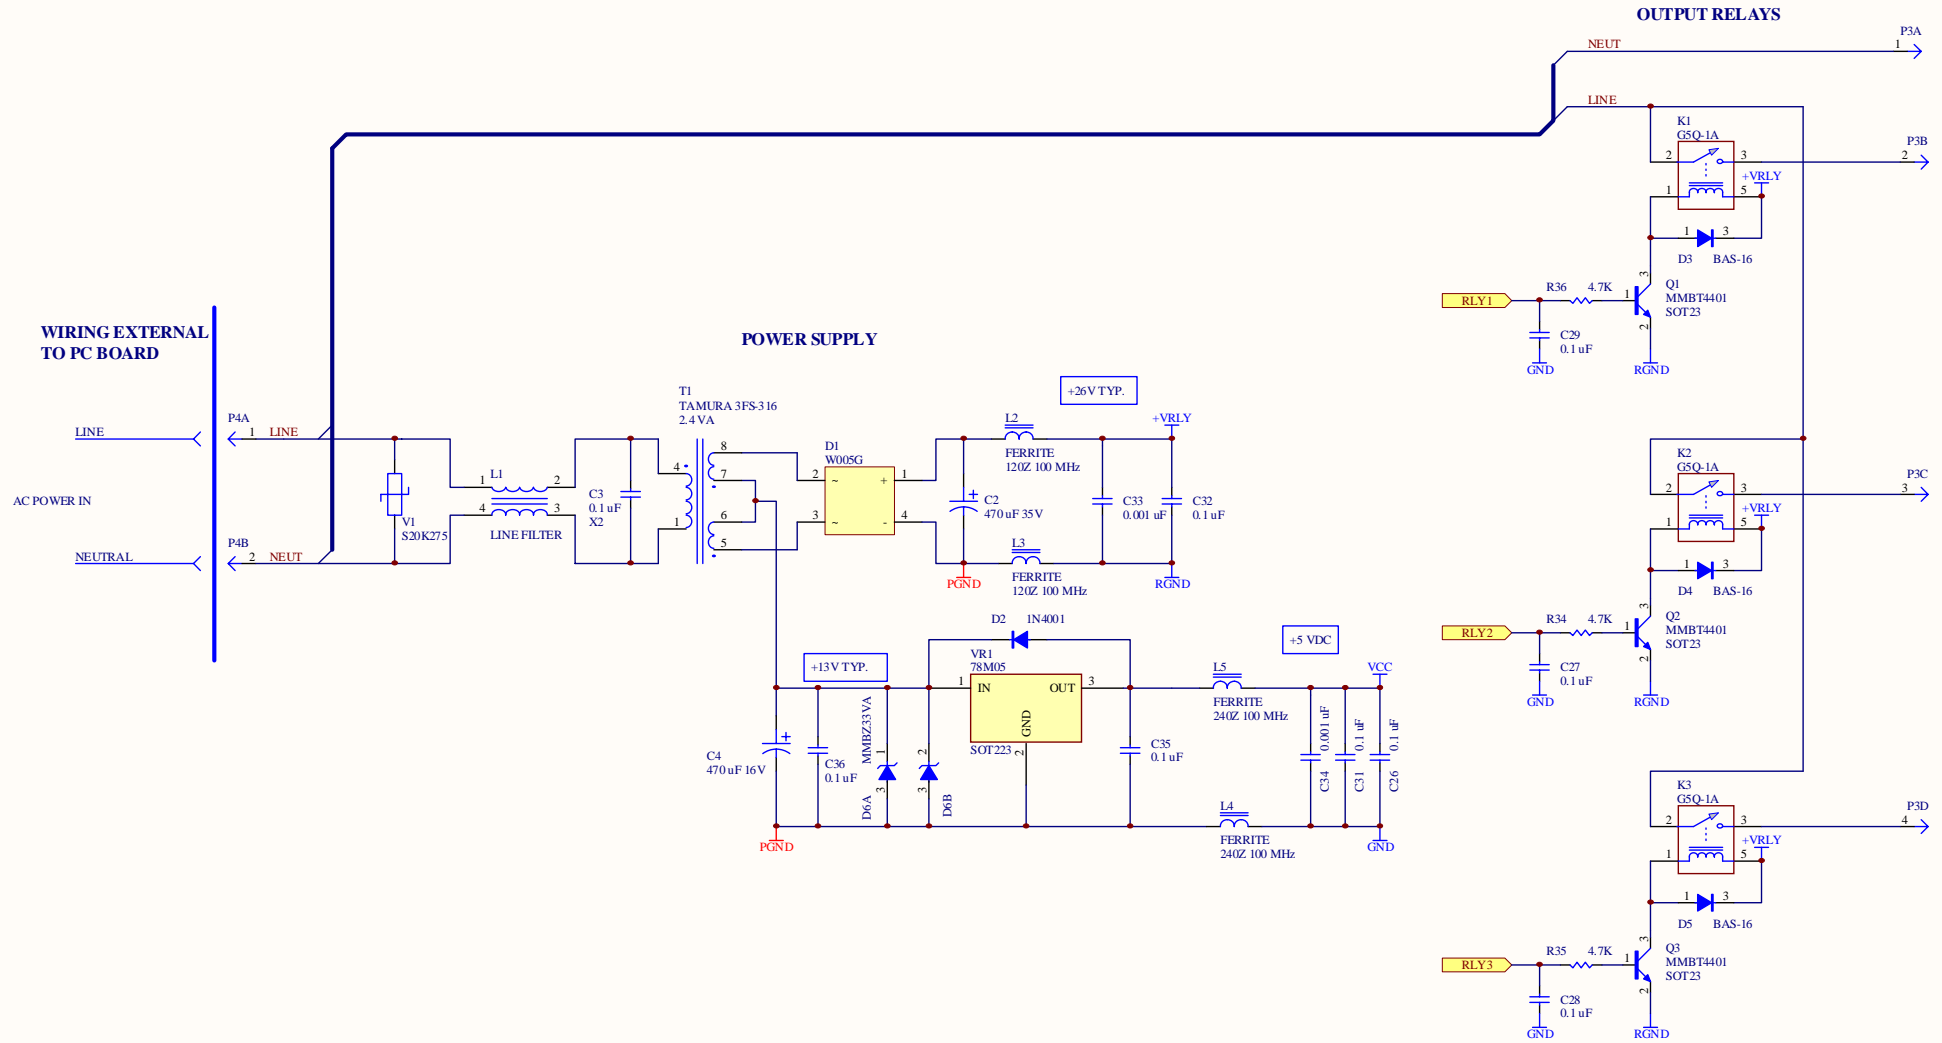 OUTPUT RELAYS
NEUT
1
P3A
LINE
K1
G5Q-1A
2
3
P3B
2
+VRLY
1
5
1
3
D3
BAS-16
RLY1
R36
4.7K
1
3
2
Q1
MMBT4401
SOT23
C29
0.1 uF
GND
RGND
WIRING EXTERNAL
TO PC BOARD
POWER SUPPLY
LINE
P4A
1
LINE
AC POWER IN
NEUTRAL
P4B
2
NEUT
V1
S20K275
L1
1
2
4
3
LINE FILTER
C3
0.1 uF
X2
T1
TAMURA 3FS-316
2.4 VA
4
1
8
7
6
5
D1
W005G
2
~
+
1
3
~
-
4
C2
470 uF 35V
PGND
L2
FERRITE
120Z 100 MHz
L3
FERRITE
120Z 100 MHz
+26V TYP.
C33
0.001 uF
C32
0.1 uF
+VRLY
RGND
D2
1N4001
+13V TYP.
VR1
78M05
1
IN
OUT
3
GND
2
SOT223
C4
470 uF 16V
PGND
C36
0.1 uF
MMBZ33VA
1
3
D6A
2
3
D6B
C35
0.1 uF
L5
FERRITE
240Z 100 MHz
L4
FERRITE
240Z 100 MHz
+5 VDC
VCC
0.001 uF
C34
0.1 uF
C31
0.1 uF
C26
GND
K2
G5Q-1A
2
3
P3C
3
+VRLY
1
5
1
3
D4
BAS-16
RLY2
R34
4.7K
1
3
2
Q2
MMBT4401
SOT23
C27
0.1 uF
GND
RGND
K3
G5Q-1A
2
3
P3D
4
+VRLY
1
5
1
3
D5
BAS-16
RLY3
R35
4.7K
1
3
2
Q3
MMBT4401
SOT23
C28
0.1 uF
GND
RGND